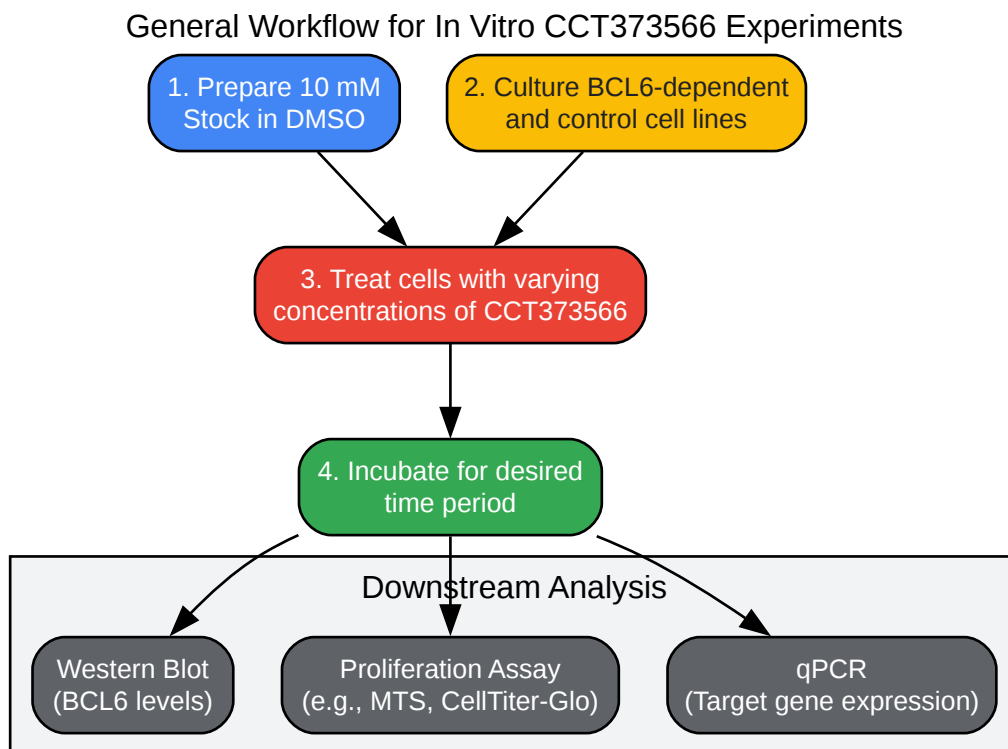 General Workflow for In Vitro CCT373566 Experiments
1. Prepare 10 mM
Stock in DMSO
2. Culture BCL6-dependent
and control cell lines
3. Treat cells with varying
concentrations of CCT373566
4. Incubate for desired
time period
Downstream Analysis
Western Blot
(BCL6 levels)
Proliferation Assay
(e.g., MTS, CellTiter-Glo)
qPCR
(Target gene expression)